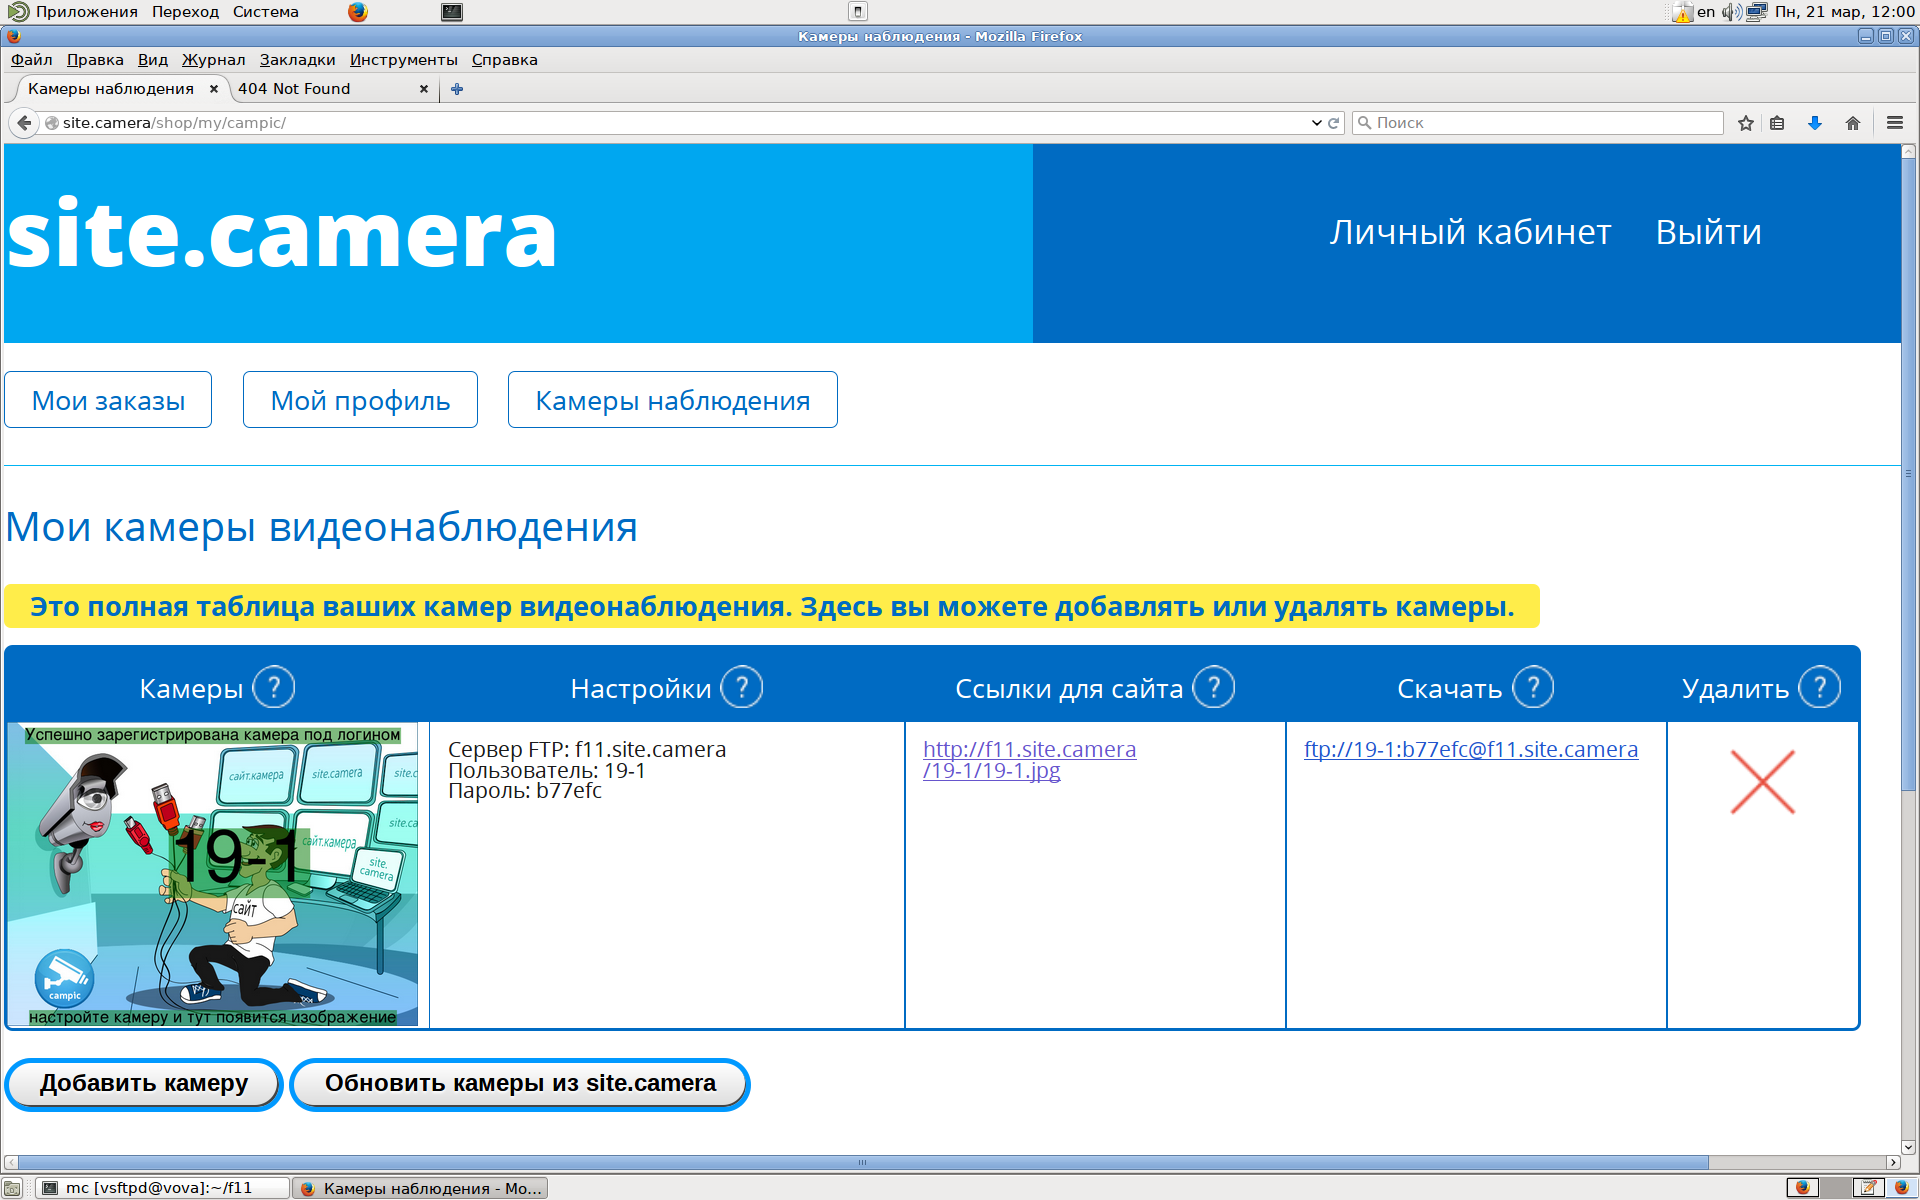 Приложения Переход Система en Пн, 21 мар, 12:00
Камеры наблюдения - Mozilla Firefox
Файл Правка Вид Журнал Закладки Инструменты Справка
Камеры наблюдения 404 Not Found
site.camera/shop/my/campic/ Поиск
site.camera
Личный кабинет Выйти
Мои заказы Мой профиль Камеры наблюдения
Мои камеры видеонаблюдения
Это полная таблица ваших камер видеонаблюдения. Здесь вы можете добавлять или удалять камеры.
Камеры ? Настройки ? Ссылки для сайта ? Скачать ? Удалить ?
Успешно зарегистрирована камера под логином
сайт.камера site.camera site.c
site.ca
19-1
сайт.камера
site.
camera
сайт
campic
настройте камеру и тут появится изображение
Сервер FTP: f11.site.camera
Пользователь: 19-1
Пароль: b77efc
http://f11.site.camera
/19-1/19-1.jpg
ftp://19-1:b77efc@f11.site.camera
Добавить камеру Обновить камеры из site.camera
mc [vsftpd@vova]:~/f11 Камеры наблюдения - Mo...